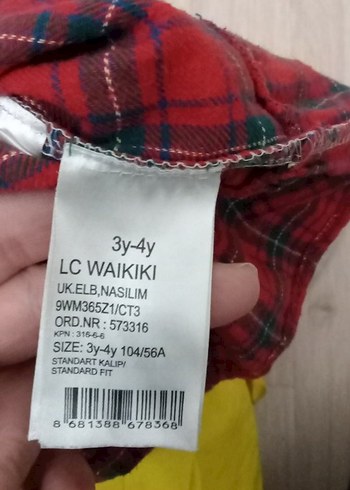 3y-4y
LC WAIKIKI
UK.ELB,NASILIM
9WM365Z1/CT3
ORD.NR : 573316
KPN : 316-6-6
SIZE: 3y-4y 104/56A
STANDART KALIP/
STANDARD FIT
8 681388 678368